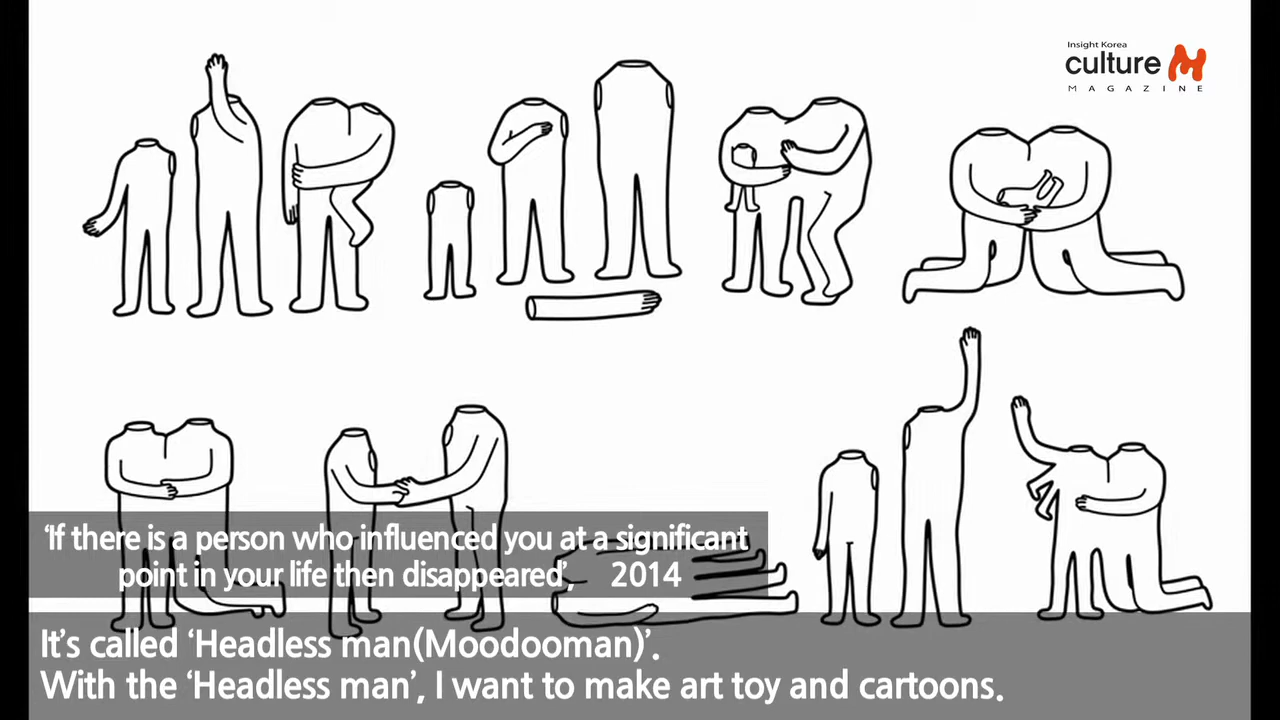 Insight Korea
culture M
MAGAZINE
‘If there is a person who influenced you at a significant
point in your life then disappeared’, 2014
It’s called ‘Headless man(Moodooman)’.
With the ‘Headless man’, I want to make art toy and cartoons.